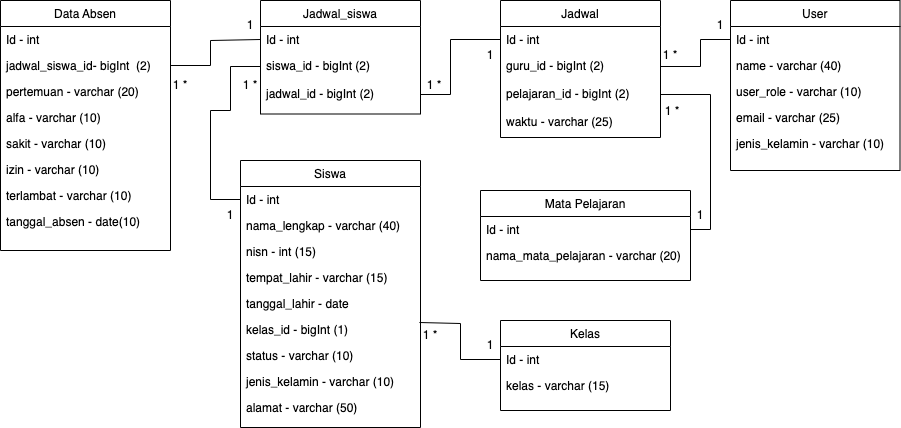 Data Absen
Id - int
jadwal_siswa_id- bigInt (2)
pertemuan - varchar (20)
alfa - varchar (10)
sakit - varchar (10)
izin - varchar (10)
terlambat - varchar (10)
tanggal_absen - date(10)
1
1 *
Jadwal_siswa
Id - int
siswa_id - bigInt (2)
jadwal_id - bigInt (2)
1 *
1 *
1
Jadwal
Id - int
guru_id - bigInt (2)
pelajaran_id - bigInt (2)
waktu - varchar (25)
1
1 *
1 *
User
Id - int
name - varchar (40)
user_role - varchar (10)
email - varchar (25)
jenis_kelamin - varchar (10)
Siswa
Id - int
nama_lengkap - varchar (40)
nisn - int (15)
tempat_lahir - varchar (15)
tanggal_lahir - date
kelas_id - bigInt (1)
status - varchar (10)
jenis_kelamin - varchar (10)
alamat - varchar (50)
1
1 *
Mata Pelajaran
Id - int
nama_mata_pelajaran - varchar (20)
1
Kelas
Id - int
kelas - varchar (15)
1